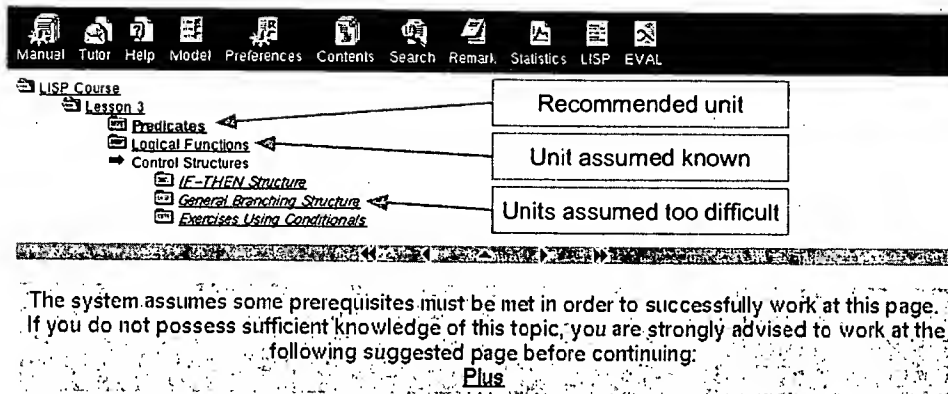 Manual Tutor Help Model Preferences Contents Search Remark Statistics LISP EVAL
LISP Course
Lesson 3
Predicates
Recommended unit
Logical Functions
Unit assumed known
Control Structures
IF-THEN Structure
General Branching Structure
Units assumed too difficult
Exercises Using Conditionals
The system assumes some prerequisites must be met in order to successfully work at this page.
If you do not possess sufficient knowledge of this topic, you are strongly advised to work at the
following suggested page before continuing:
Plus